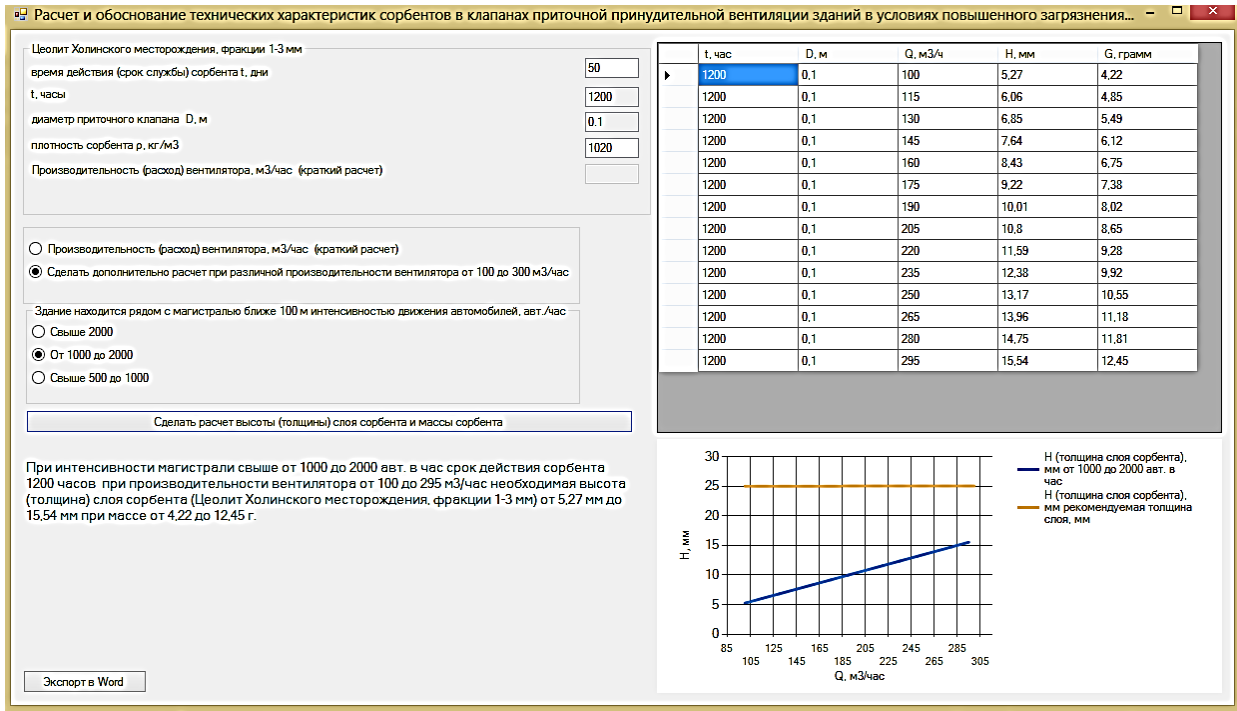 Расчет и обоснование технических характеристик сорбентов в клапанах приточной принудительной вентиляции зданий в условиях повышенного загрязнения...
Цеолит Холинского месторождения, фракции 1-3 мм
время действия (срок службы) сорбента t, дни 50
t, часы 1200
диаметр приточного клапана D, м 0.1
плотность сорбента ρ, кг/м3 1020
Производительность (расход) вентилятора, м3/час (краткий расчет)
Производительность (расход) вентилятора, м3/час (краткий расчет)
Сделать дополнительно расчет при различной производительности вентилятора от 100 до 300 м3/час
Здание находится рядом с магистралью ближе 100 м интенсивностью движения автомобилей, авт./час
Свыше 2000
От 1000 до 2000
Свыше 500 до 1000
Сделать расчет высоты (толщины) слоя сорбента и массы сорбента
При интенсивности магистрали свыше от 1000 до 2000 авт. в час срок действия сорбента
1200 часов при производительности вентилятора от 100 до 295 м3/час необходимая высота
(толщина) слоя сорбента (Цеолит Холинского месторождения, фракции 1-3 мм) от 5,27 мм до
15,54 мм при массе от 4,22 до 12,45 г.
Экспорт в Word
t, час D, м Q, м3/ч H, мм G, грамм
1200 0,1 100 5,27 4,22
1200 0,1 115 6,06 4,85
1200 0,1 130 6,85 5,49
1200 0,1 145 7,64 6,12
1200 0,1 160 8,43 6,75
1200 0,1 175 9,22 7,38
1200 0,1 190 10,01 8,02
1200 0,1 205 10,8 8,65
1200 0,1 220 11,59 9,28
1200 0,1 235 12,38 9,92
1200 0,1 250 13,17 10,55
1200 0,1 265 13,96 11,18
1200 0,1 280 14,75 11,81
1200 0,1 295 15,54 12,45
30
25
20
15
10
5
0
H, мм
85 125 165 205 245 285
105 145 185 225 265 305
Q, м3/час
H (толщина слоя сорбента),
мм от 1000 до 2000 авт. в
час
H (толщина слоя сорбента),
мм рекомендуемая толщина
слоя, мм